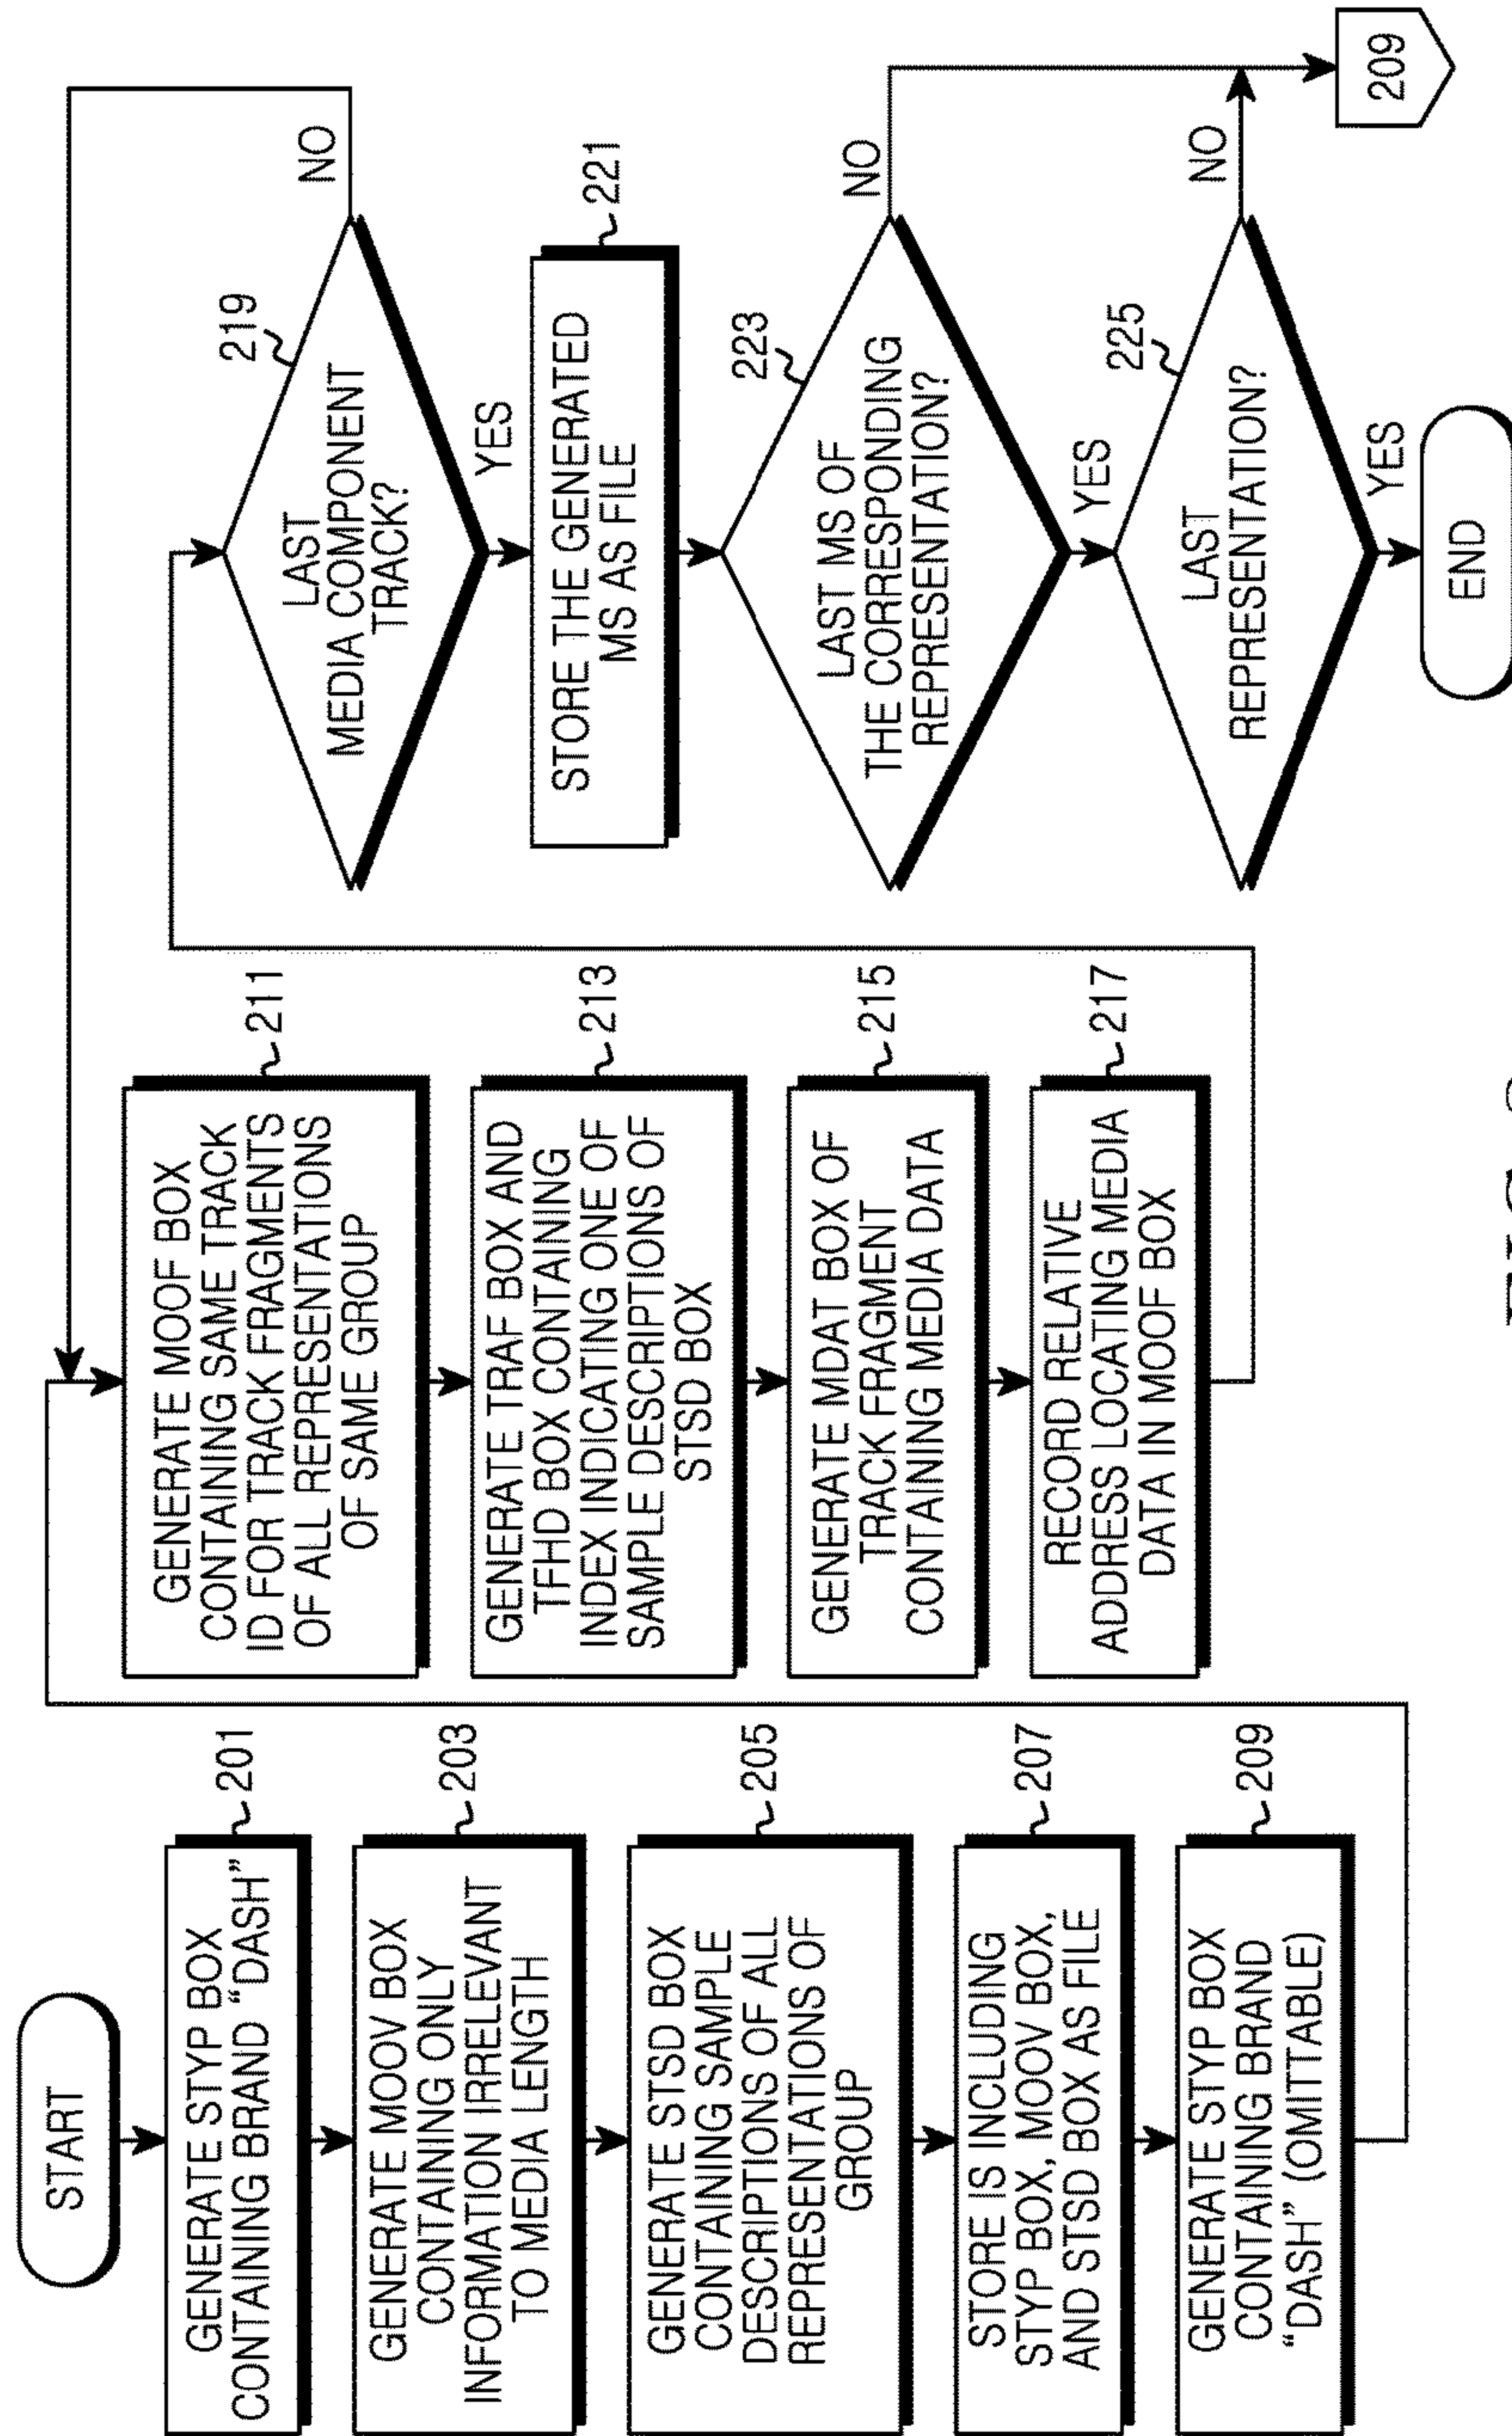 START
GENERATE STYP BOX
CONTAINING BRAND “DASH”
201
GENERATE MOOV BOX
CONTAINING ONLY
INFORMATION IRRELEVANT
TO MEDIA LENGTH
203
GENERATE STSD BOX
CONTAINING SAMPLE
DESCRIPTIONS OF ALL
REPRESENTATIONS OF
GROUP
205
STORE IS INCLUDING
STYP BOX, MOOV BOX,
AND STSD BOX AS FILE
207
GENERATE STYP BOX
CONTAINING BRAND
“DASH” (OMITTABLE)
209
GENERATE MOOF BOX
CONTAINING SAME TRACK
ID FOR TRACK FRAGMENTS
OF ALL REPRESENTATIONS
OF SAME GROUP
211
GENERATE TRAF BOX AND
TFHD BOX CONTAINING
INDEX INDICATING ONE OF
SAMPLE DESCRIPTIONS OF
STSD BOX
213
GENERATE MDAT BOX OF
TRACK FRAGMENT
CONTAINING MEDIA DATA
215
RECORD RELATIVE
ADDRESS LOCATING MEDIA
DATA IN MOOF BOX
217
LAST
MEDIA COMPONENT
TRACK?
219
NO
YES
STORE THE GENERATED
MS AS FILE
221
LAST MS OF
THE CORRESPONDING
REPRESENTATION?
223
NO
YES
LAST
REPRESENTATION?
225
NO
YES
END
209